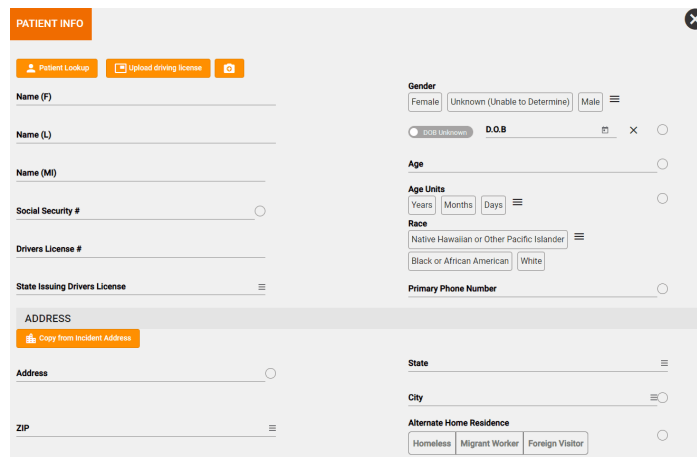 PATIENT INFO
Patient Lookup
Upload driving license
Name (F)
Name (L)
Name (MI)
Social Security #
Drivers License #
State Issuing Drivers License
Gender
Female Unknown (Unable to Determine) Male
DOB Unknown D.O.B
Age
Age Units
Years Months Days
Race
Native Hawaiian or Other Pacific Islander
Black or African American White
Primary Phone Number
ADDRESS
Copy from Incident Address
Address
ZIP
State
City
Alternate Home Residence
Homeless Migrant Worker Foreign Visitor